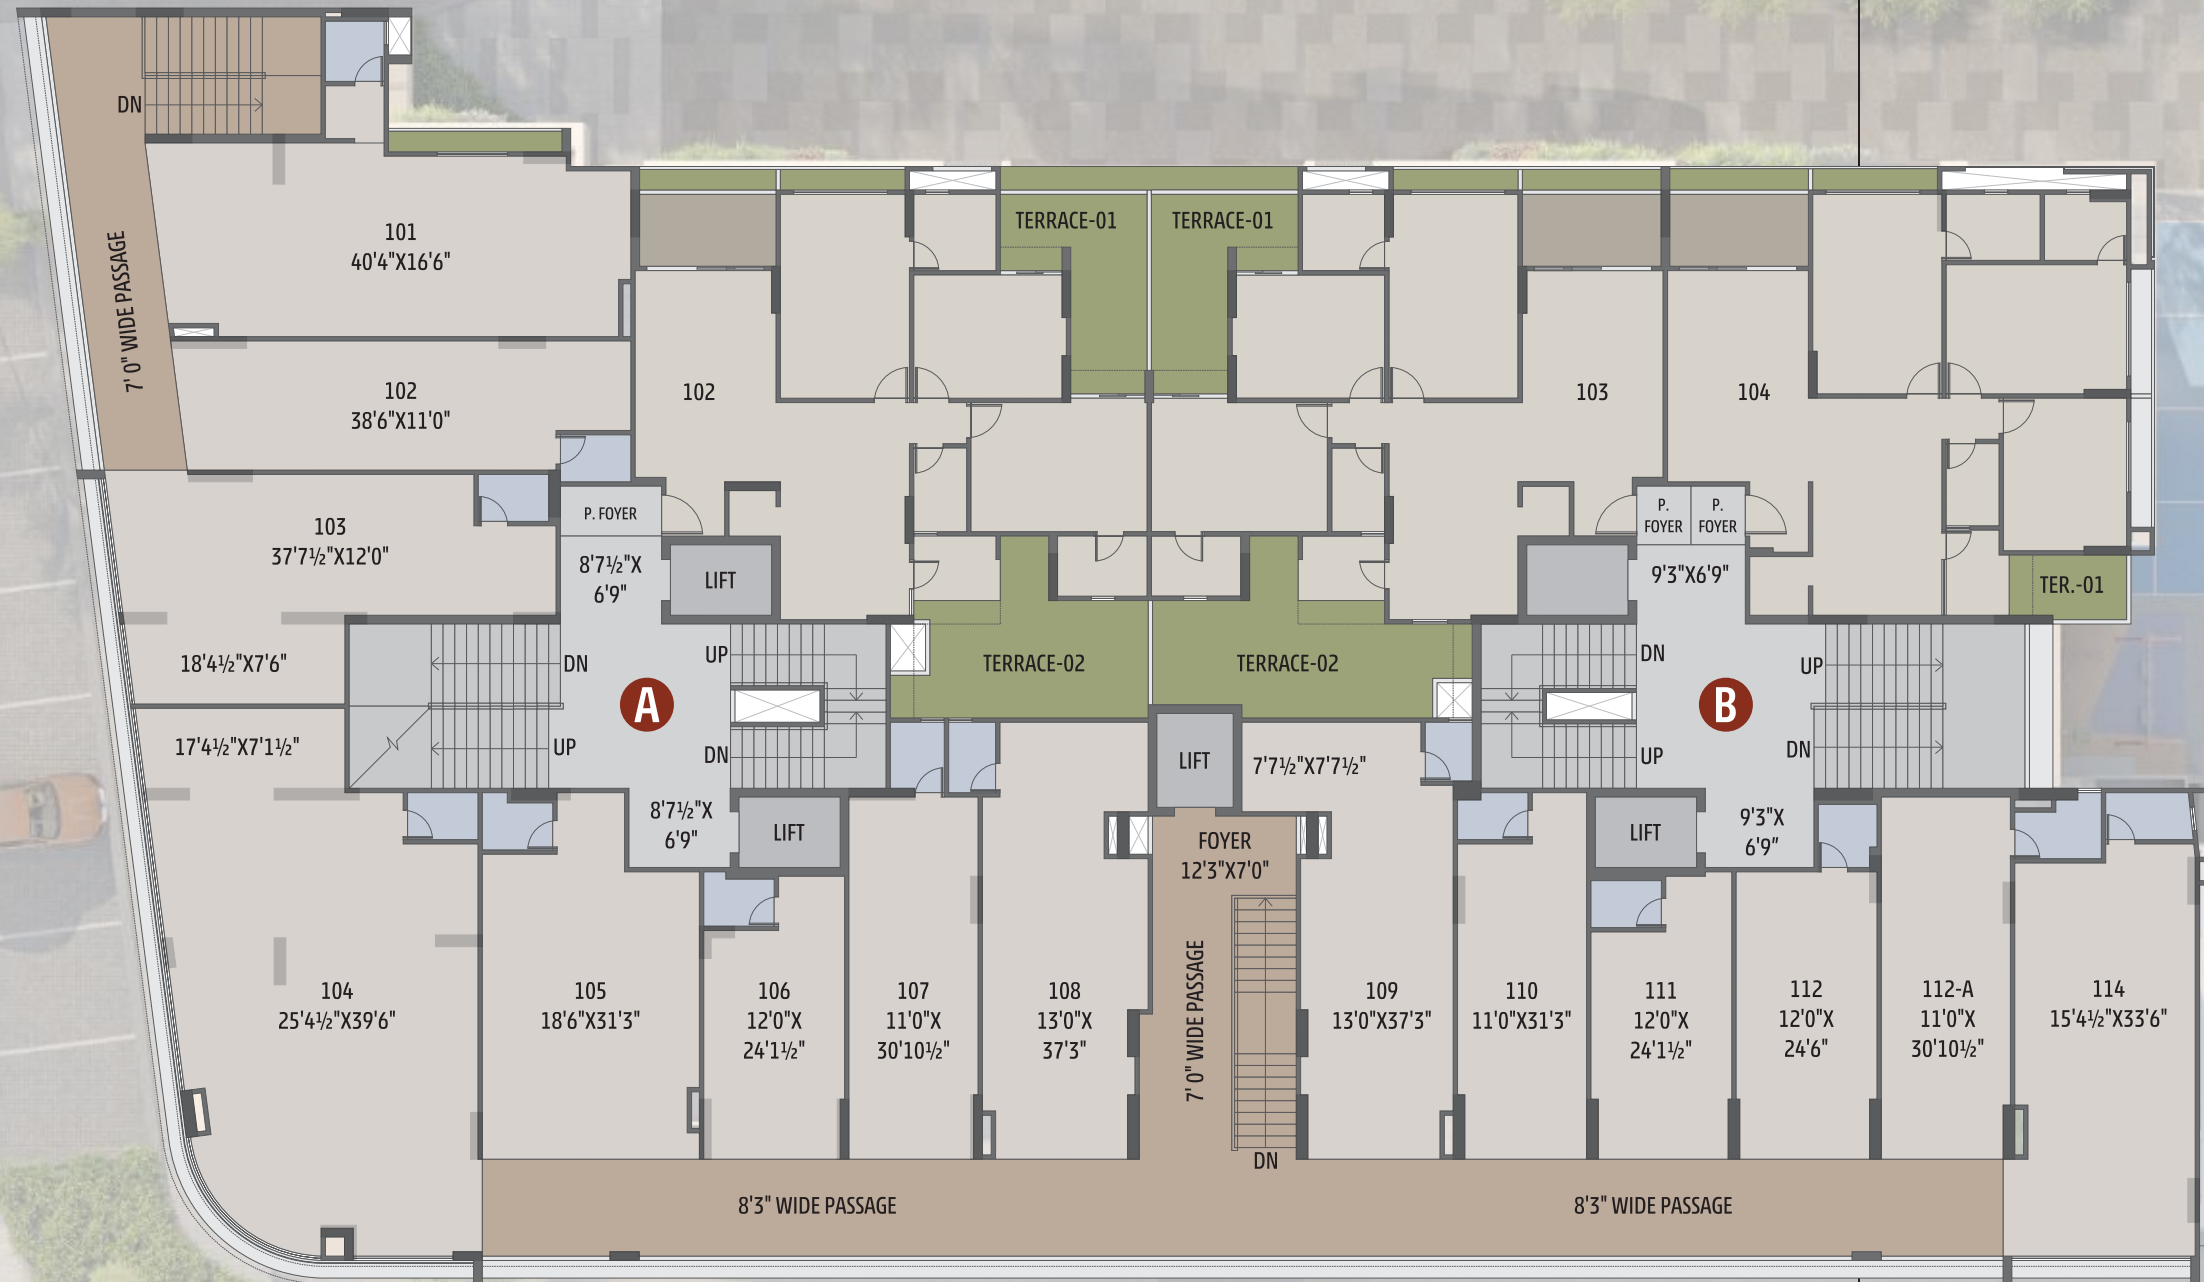 DN
7' 0" WIDE PASSAGE
101
40'4"X16'6"
102
38'6"X11'0"
103
37'7½"X12'0"
18'4½"X7'6"
17'4½"X7'1½"
102
TERRACE-01
TERRACE-01
103
104
P. FOYER
8'7½"X
6'9"
LIFT
P.
FOYER
P.
FOYER
9'3"X6'9"
TER.-01
DN
UP
A
UP
DN
TERRACE-02
TERRACE-02
DN
UP
B
UP
DN
8'7½"X
6'9"
LIFT
LIFT
7'7½"X7'7½"
FOYER
12'3"X7'0"
LIFT
9'3"X
6'9"
104
25'4½"X39'6"
105
18'6"X31'3"
106
12'0"X
24'1½"
107
11'0"X
30'10½"
108
13'0"X
37'3"
7' 0" WIDE PASSAGE
DN
109
13'0"X37'3"
110
11'0"X31'3"
111
12'0"X
24'1½"
112
12'0"X
24'6"
112-A
11'0"X
30'10½"
114
15'4½"X33'6"
8'3" WIDE PASSAGE
8'3" WIDE PASSAGE